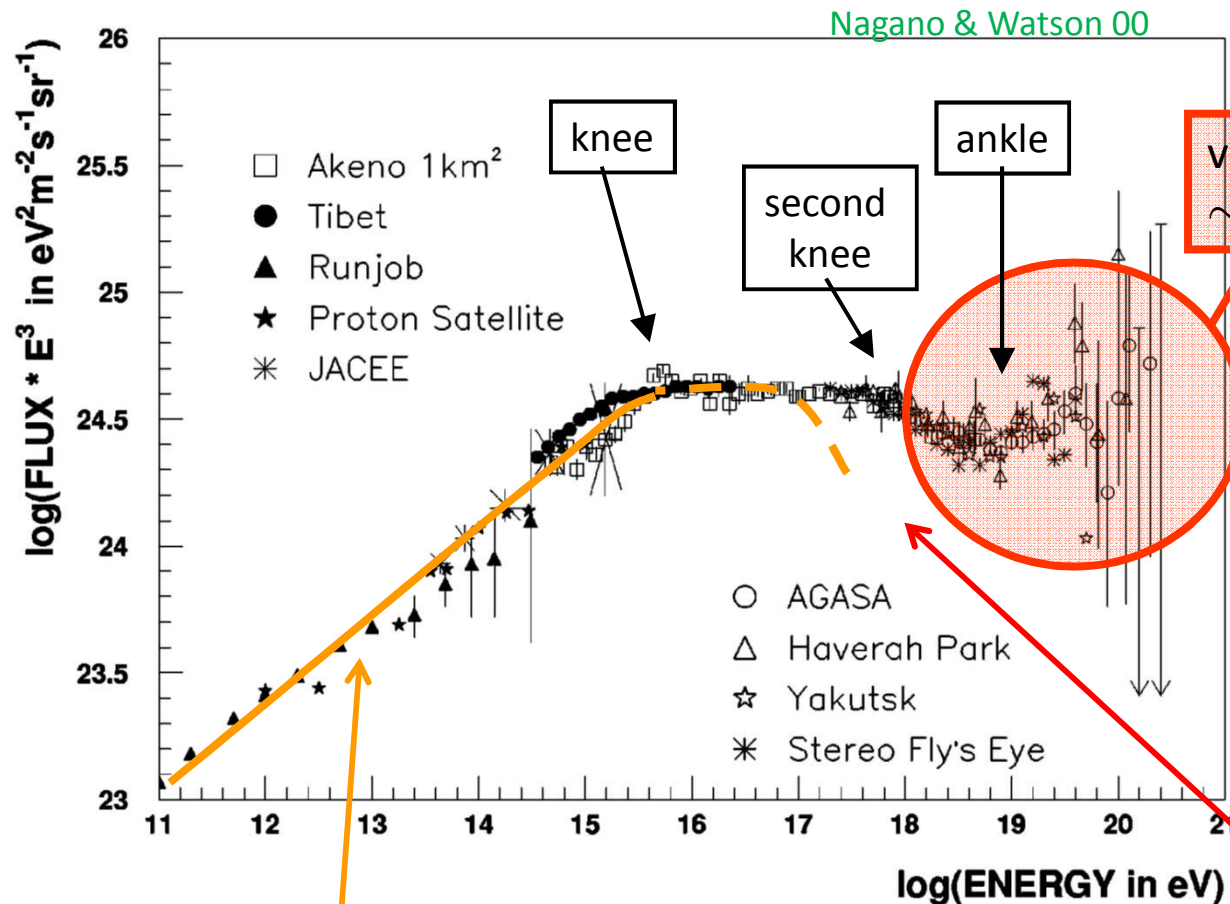 Nagano & Watson 00
log(FLUX * E³ in eV²m⁻²s⁻¹sr⁻¹)
26
25.5
25
24.5
24
23.5
23
knee
ankle
second
knee
Akeno 1km²
Tibet
Runjob
Proton Satellite
JACEE
AGASA
Haverah Park
Yakutsk
Stereo Fly's Eye
11 12 13 14 15 16 17 18 19 20
log(ENERGY in eV)